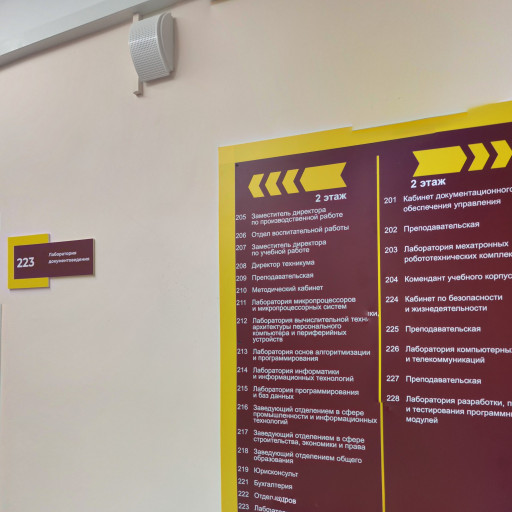 223
Лаборатория
документоведения
2 этаж
205 Заместитель директора
по производственной работе
206 Отдел воспитательной работы
207 Заместитель директора
по учебной работе
208 Директор техникума
209 Преподавательская
210 Методический кабинет
211 Лаборатория микропроцессоров
и микропроцессорных систем
212 Лаборатория вычислительной техники,
архитектуры персонального
компьютера и периферийных
устройств
213 Лаборатория основ алгоритмизации
и программирования
214 Лаборатория информатики
и информационных технологий
215 Лаборатория программирования
и баз данных
216 Заведующий отделением в сфере
промышленности и информационных
технологий
217 Заведующий отделением в сфере
строительства, экономики и права
218 Заведующий отделением общего
образования
219 Юрисконсульт
221 Бухгалтерия
222 Отдел кадров
223
2 этаж
201 Кабинет документационного
обеспечения управления
202 Преподавательская
203 Лаборатория мехатронных
робототехнических комплекс
204 Комендант учебного корпус
224 Кабинет по безопасности
и жизнедеятельности
225 Преподавательская
226 Лаборатория компьютерных
и телекоммуникаций
227 Преподавательская
228 Лаборатория разработки, п
и тестирования программн
модулей